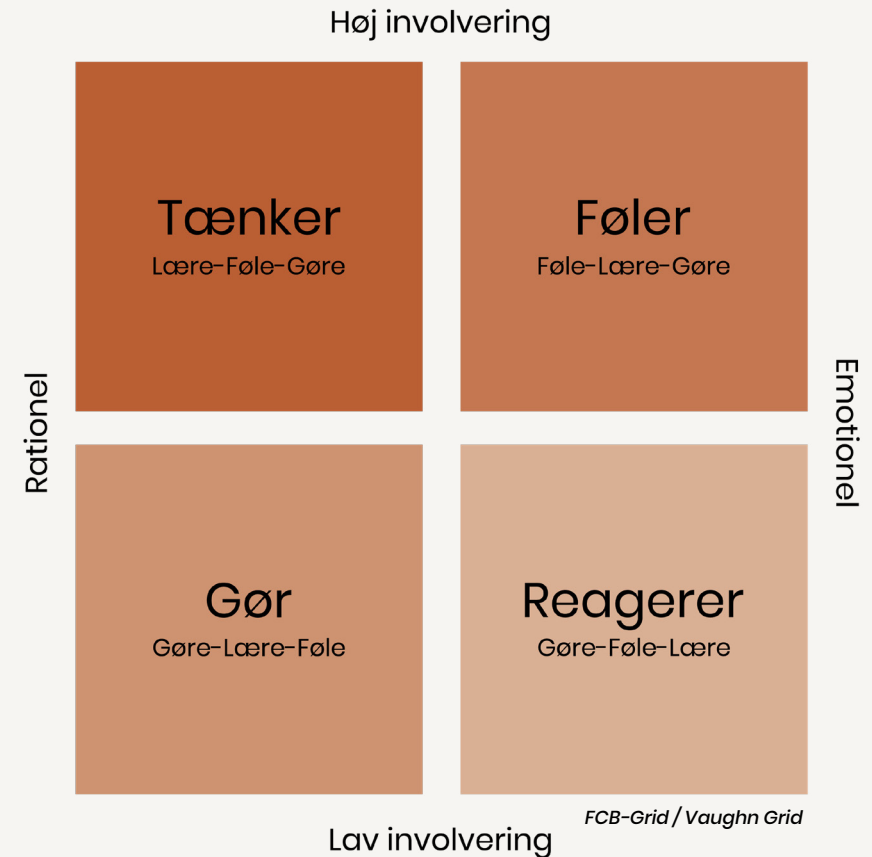 Høj involvering
Tænker
Lære-Føle-Gøre
Føler
Føle-Lære-Gøre
Rationel
Emotionel
Gør
Gøre-Lære-Føle
Reagerer
Gøre-Føle-Lære
FCB-Grid / Vaughn Grid
Lav involvering